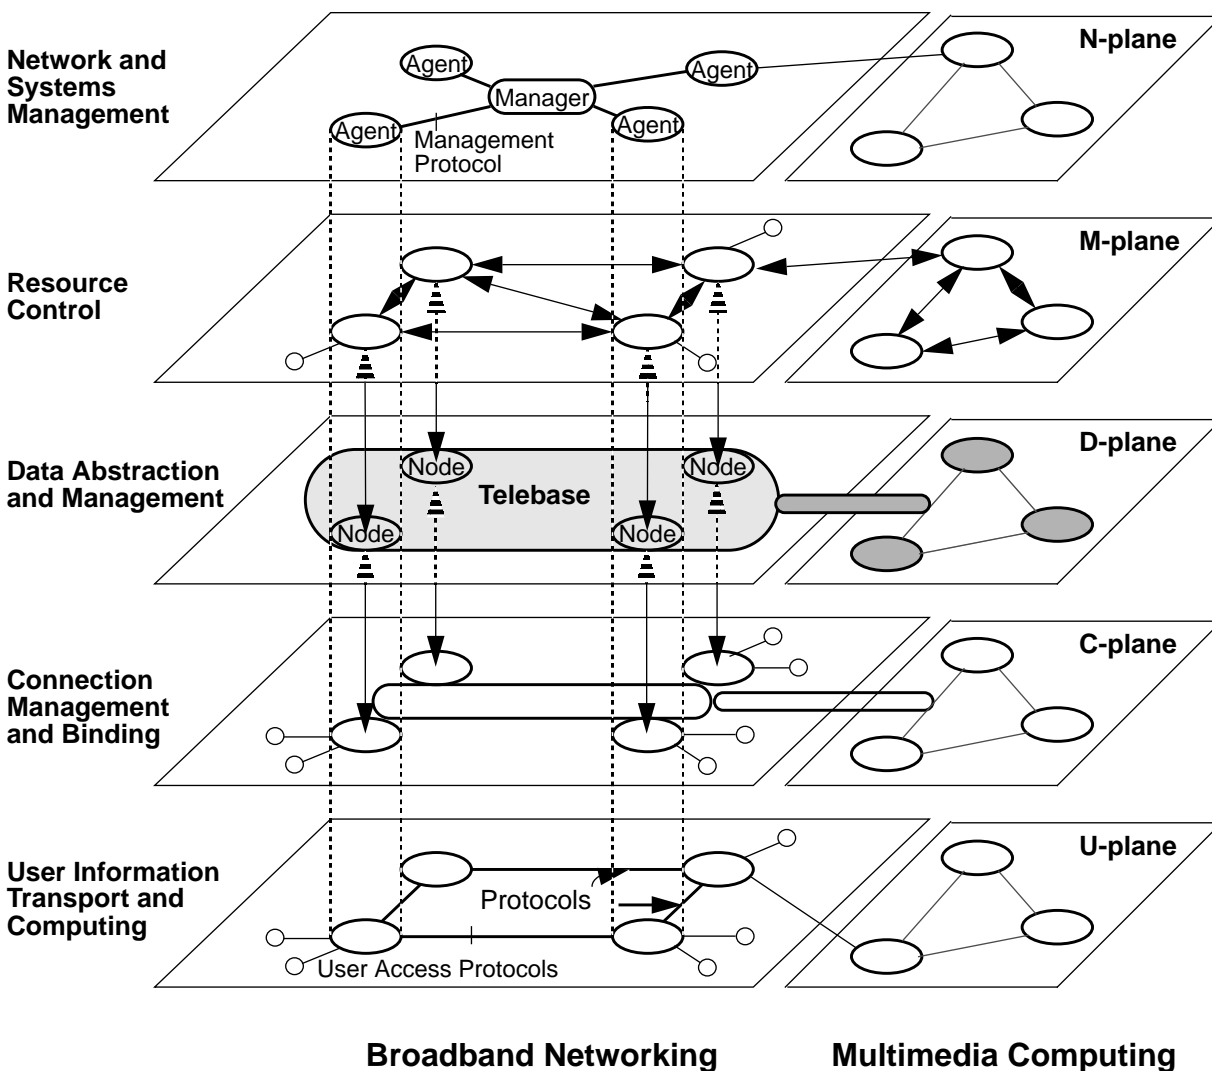 Network and
Systems
Management
Agent
Agent
Manager
Agent
Agent
Management
Protocol
N-plane
Resource
Control
M-plane
Data Abstraction
and Management
Node
Node
Telebase
Node
Node
D-plane
Connection
Management
and Binding
C-plane
User Information
Transport and
Computing
Protocols
User Access Protocols
U-plane
Broadband Networking
Multimedia Computing